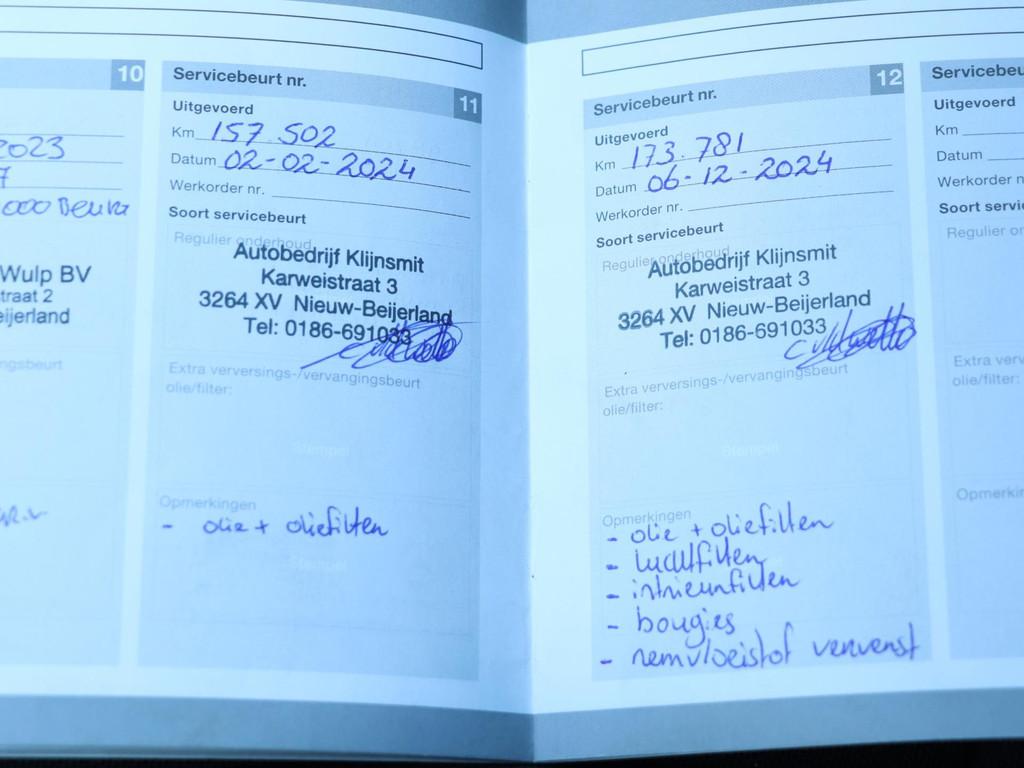 10
2023
7
000 Beurt
Wulp BV
traat 2
eijerland
ngsbeurt
Servicebeurt nr.
11
Uitgevoerd
Km 157.502
Datum 02-02-2024
Werkorder nr.
Soort servicebeurt
Regulier onderhoud
Autobedrijf Klijnsmit
Karweistraat 3
3264 XV Nieuw-Beijerland
Tel: 0186-691033
Extra verversings-/vervangingsbeurt
olie/filter:
Stempel
Opmerkingen
- olie + oliefilter
Stempel
Servicebeurt nr.
12
Uitgevoerd
Km 173.781
Datum 06-12-2024
Werkorder nr.
Soort servicebeurt
Regulier onderhoud
Autobedrijf Klijnsmit
Karweistraat 3
3264 XV Nieuw-Beijerland
Tel: 0186-691033
Extra verversings-/vervangingsbeurt
olie/filter:
Stempel
Opmerkingen
- olie + oliefilter
- luchtfilter
- intrieurfilter
- bougies
- remvloeistof ververst
Servicebeu
Uitgevoerd
Km
Datum
Werkorder n
Soort servi
Regulier on
Extra verve
olie/filter:
Opmerkin